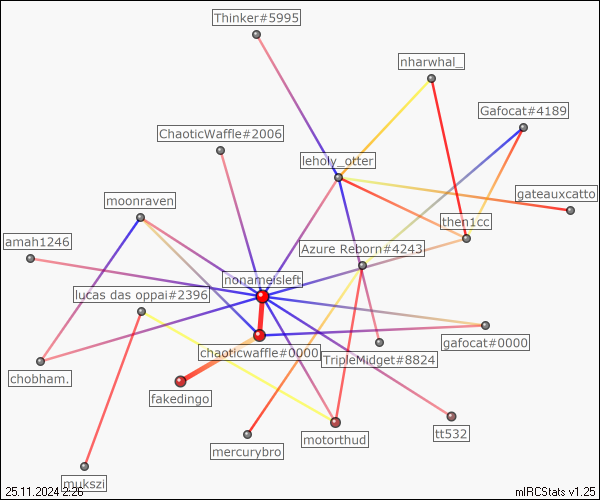 Thinker#5995
nharwhal_
Gafocat#4189
ChaoticWaffle#2006
leholy_otter
gateauxcatto
moonraven
then1cc
amah1246
Azure Reborn#4243
nonameisleft
lucas das oppai#2396
gafocat#0000
chaoticwaffle#0000
TripleMidget#8824
chobham.
fakedingo
motorthud
tt532
mercurybro
mukszi
25.11.2024 2:26
mIRCStats v1.25